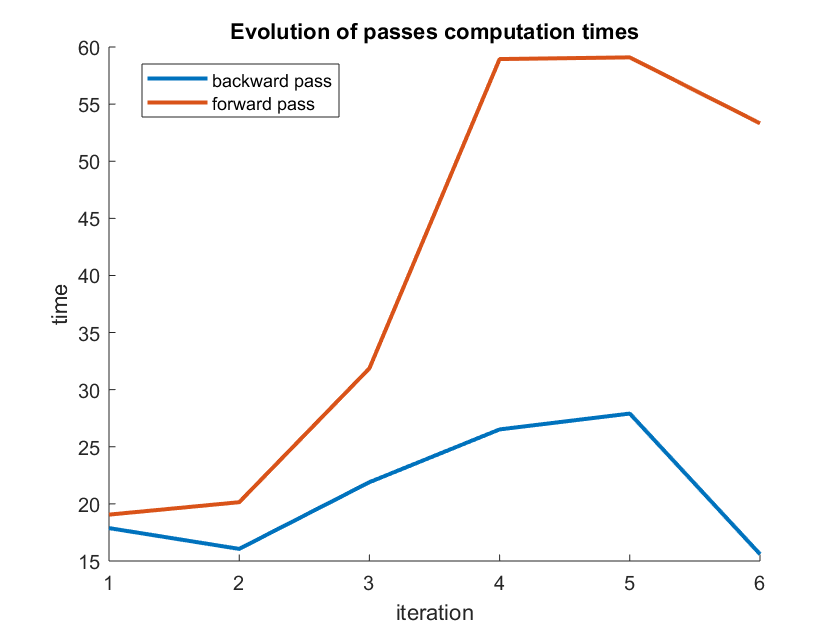 Evolution of passes computation times
backward pass
forward pass
60
55
50
45
40
35
30
25
20
15
time
1 2 3 4 5 6
iteration